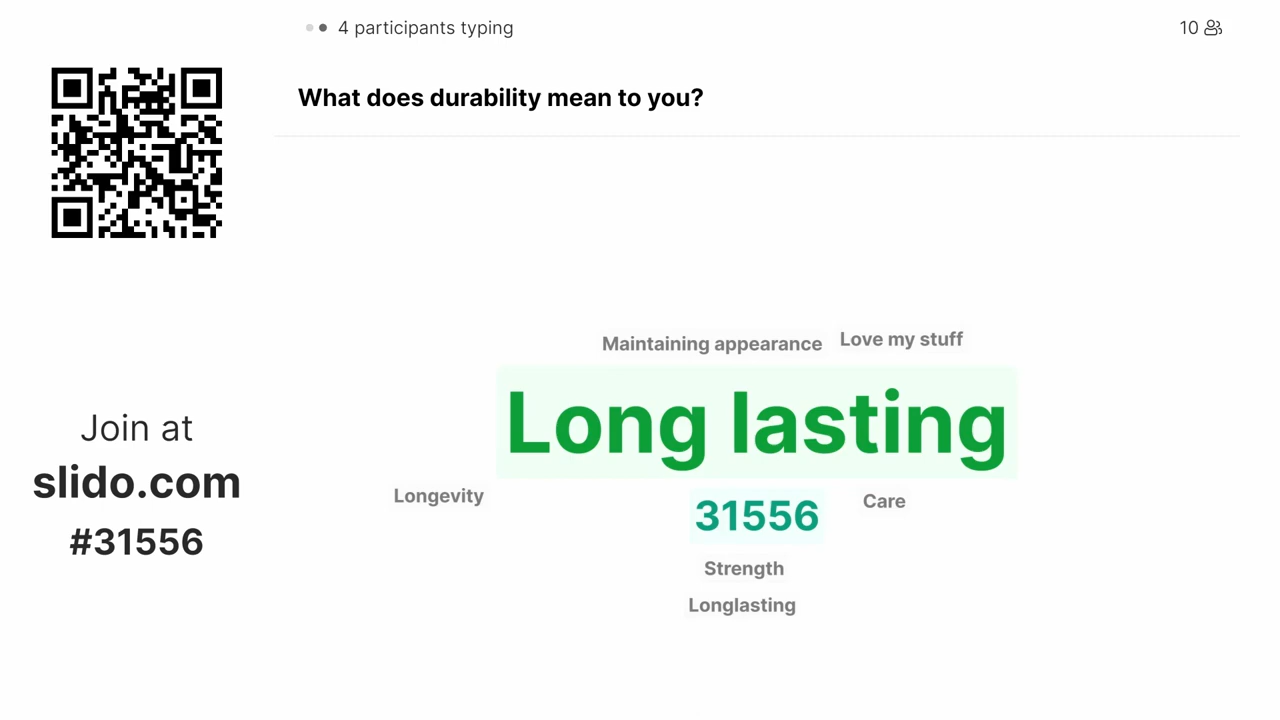 4 participants typing
10
What does durability mean to you?
Maintaining appearance
Love my stuff
Long lasting
Longevity
31556
Care
Strength
Longlasting
Join at
slido.com
#31556